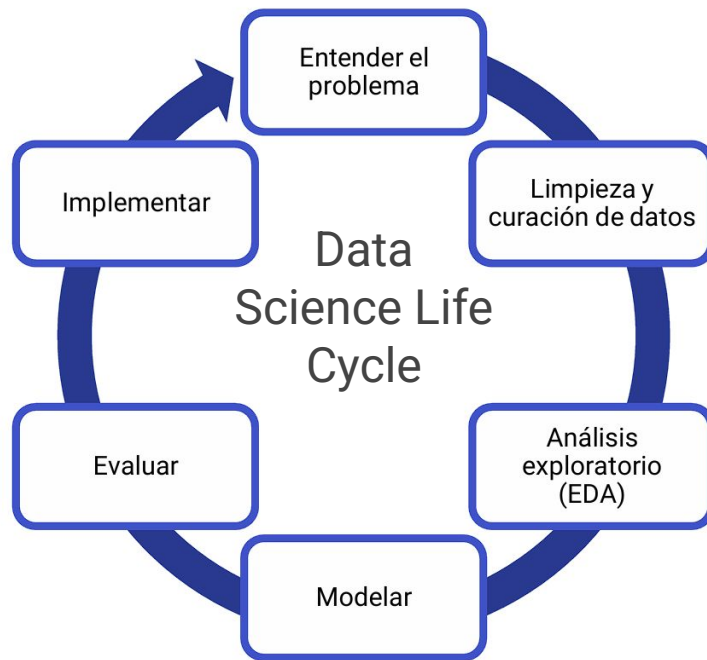 Entender el
problema
Limpieza y
curación de datos
Análisis
exploratorio
(EDA)
Modelar
Evaluar
Implementar
Data
Science Life
Cycle